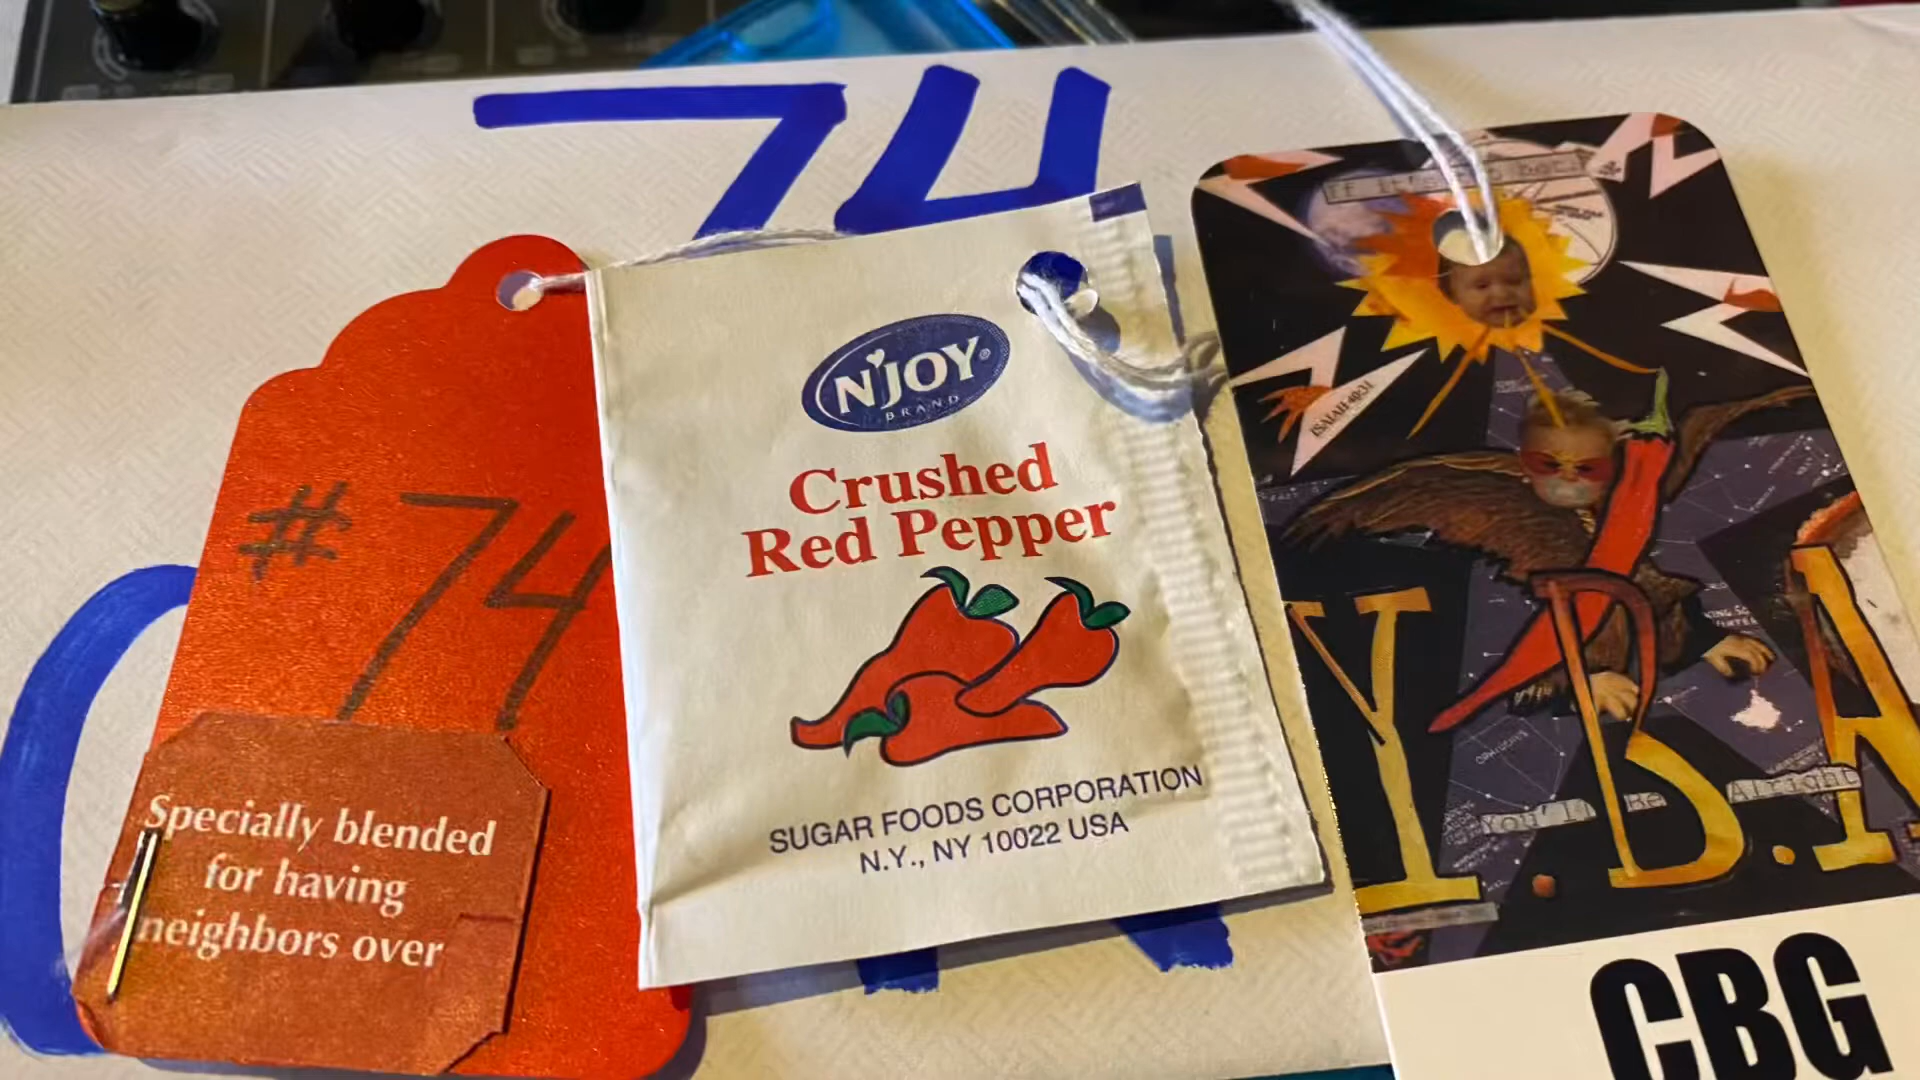 74
#74
Specially blended
for having
neighbors over
N'JOY®
BRAND
Crushed
Red Pepper
SUGAR FOODS CORPORATION
N.Y., NY 10022 USA
ISAIAH 40:31
Y.B.A
You'll Be Alright
CBG